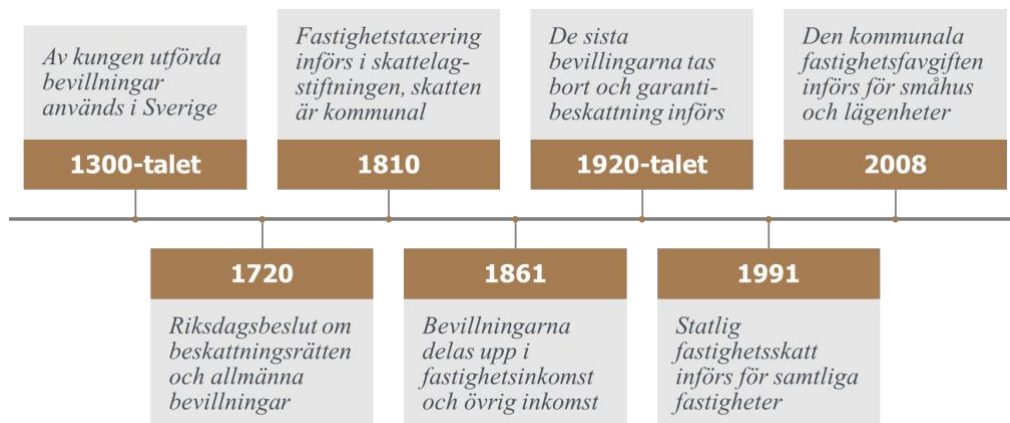 Av kungen utförda
bevillningar
används i Sverige
1300-talet
1720
Riksdagsbeslut om
beskattningsrätten
och allmänna
bevillningar
Fastighetstaxering
införs i skattelag-
stiftningen, skatten
är kommunal
1810
1861
Bevillningarna
delas upp i
fastighetsinkomst
och övrig inkomst
De sista
bevillingarna tas
bort och garanti-
beskattning införs
1920-talet
1991
Statlig
fastighetsskatt
införs för samtliga
fastigheter
Den kommunala
fastighetsfavgiften
införs för småhus
och lägenheter
2008